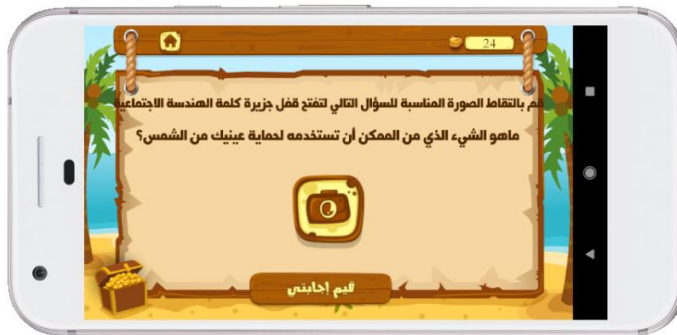 24
قم بالتقاط الصورة المناسبة للسؤال التالي لتفتح قفل جزيرة كلمة الهندسة الاجتماعية
ماهو الشيء الذي من الممكن أن تستخدمه لحماية عينيك من الشمس؟
قيم إجابتي